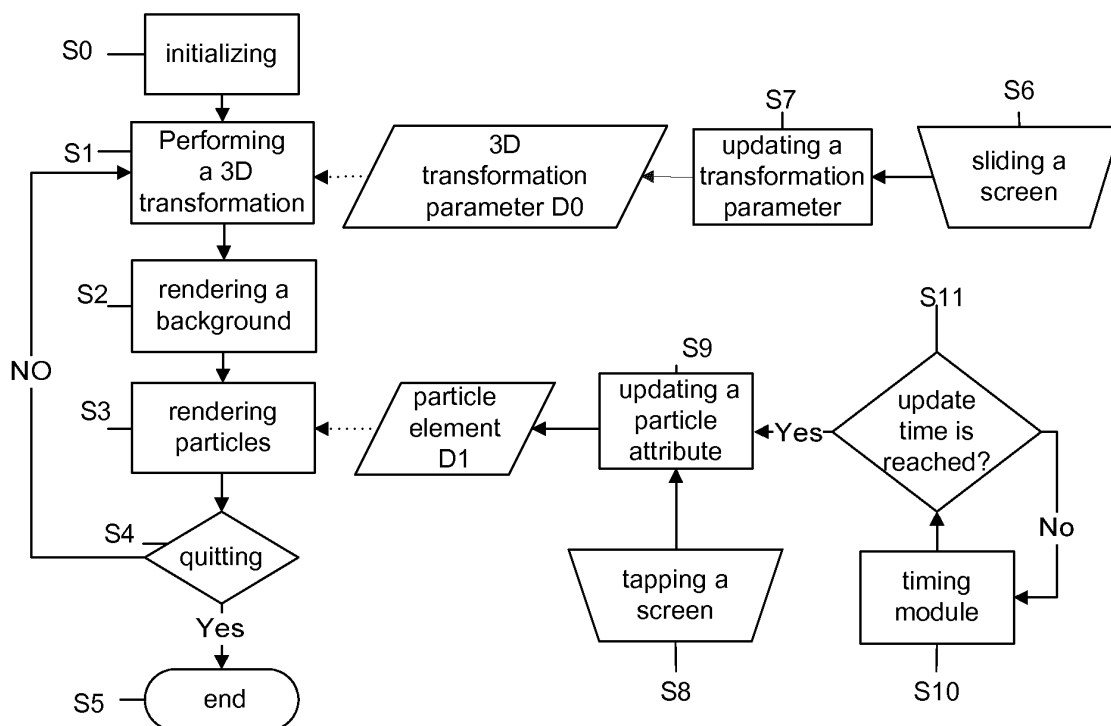 S0
initializing
S1
Performing
a 3D
transformation
3D
transformation
parameter D0
S7
updating a
transformation
parameter
S6
sliding a
screen
S2
rendering a
background
NO
S3
rendering
particles
particle
element
D1
S9
updating a
particle
attribute
Yes
S11
update
time is
reached?
No
S4
quitting
Yes
tapping a
screen
S8
timing
module
S10
S5
end